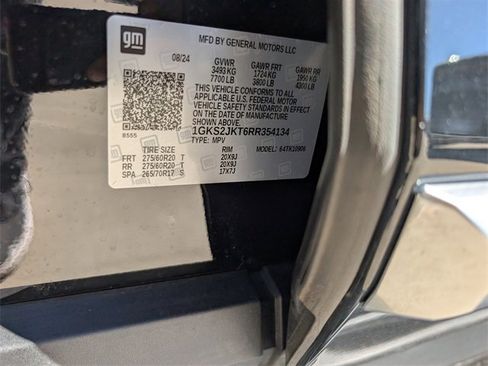 gm
MFD BY GENERAL MOTORS LLC
08/24 GVWR GAWR FRT GAWR RR
3493 KG 1724 KG 1950 KG
7700 LB 3800 LB 4300 LB
THIS VEHICLE CONFORMS TO ALL APPLICABLE
U.S. FEDERAL MOTOR
VEHICLE SAFETY STANDARDS IN EFFECT
ON THE DATE OF MANUFACTURE SHOWN ABOVE.
1GKS2JKT6RR354134
8555
TYPE: MPV MODEL: 64TK10906
TIRE SIZE RIM
FRT 275/60R20 T 20X9J
RR 275/60R20 T 20X9J
SPA 265/70R17 S 17X7J